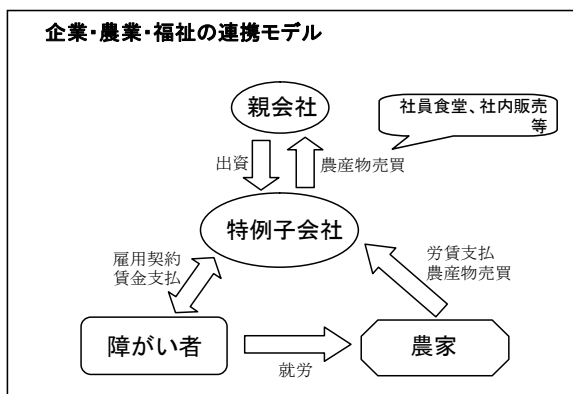 企業・農業・福祉の連携モデル
親会社
社員食堂、社内販売
等
出資
農産物売買
特例子会社
雇用契約
賃金支払
労賃支払
農産物売買
障がい者
就労
農家